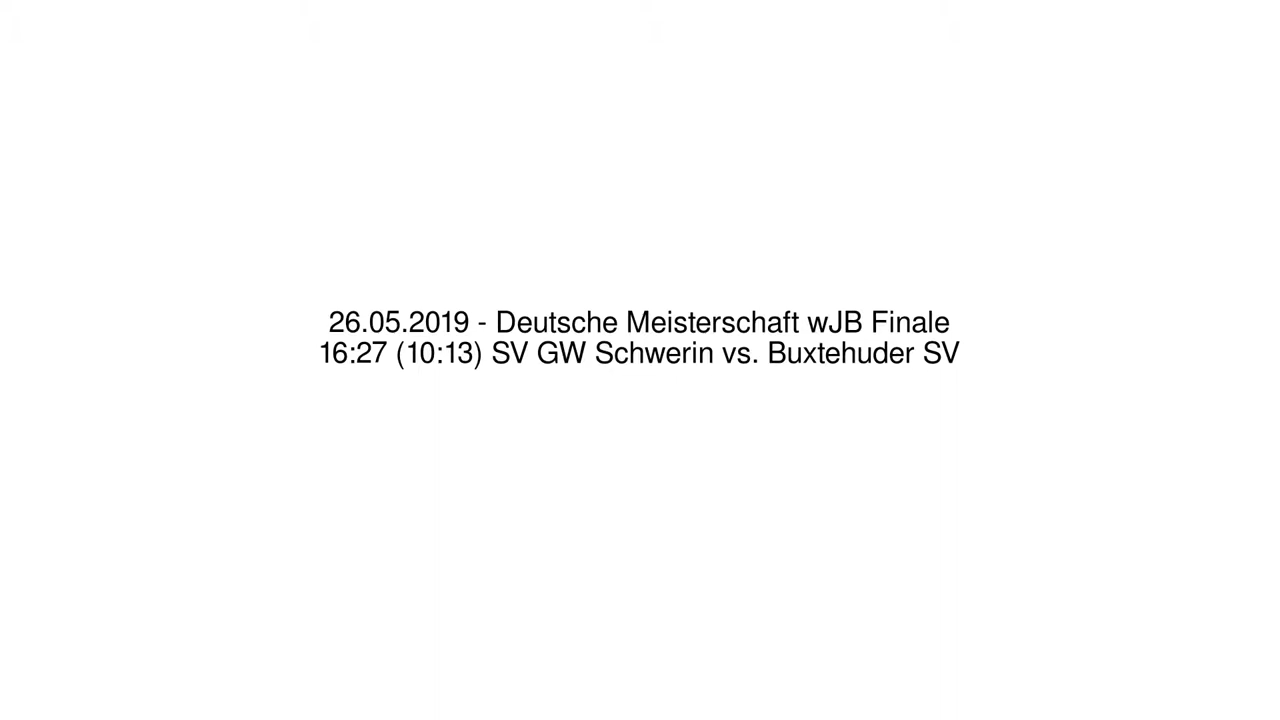 26.05.2019 - Deutsche Meisterschaft wJB Finale
16:27 (10:13) SV GW Schwerin vs. Buxtehuder SV